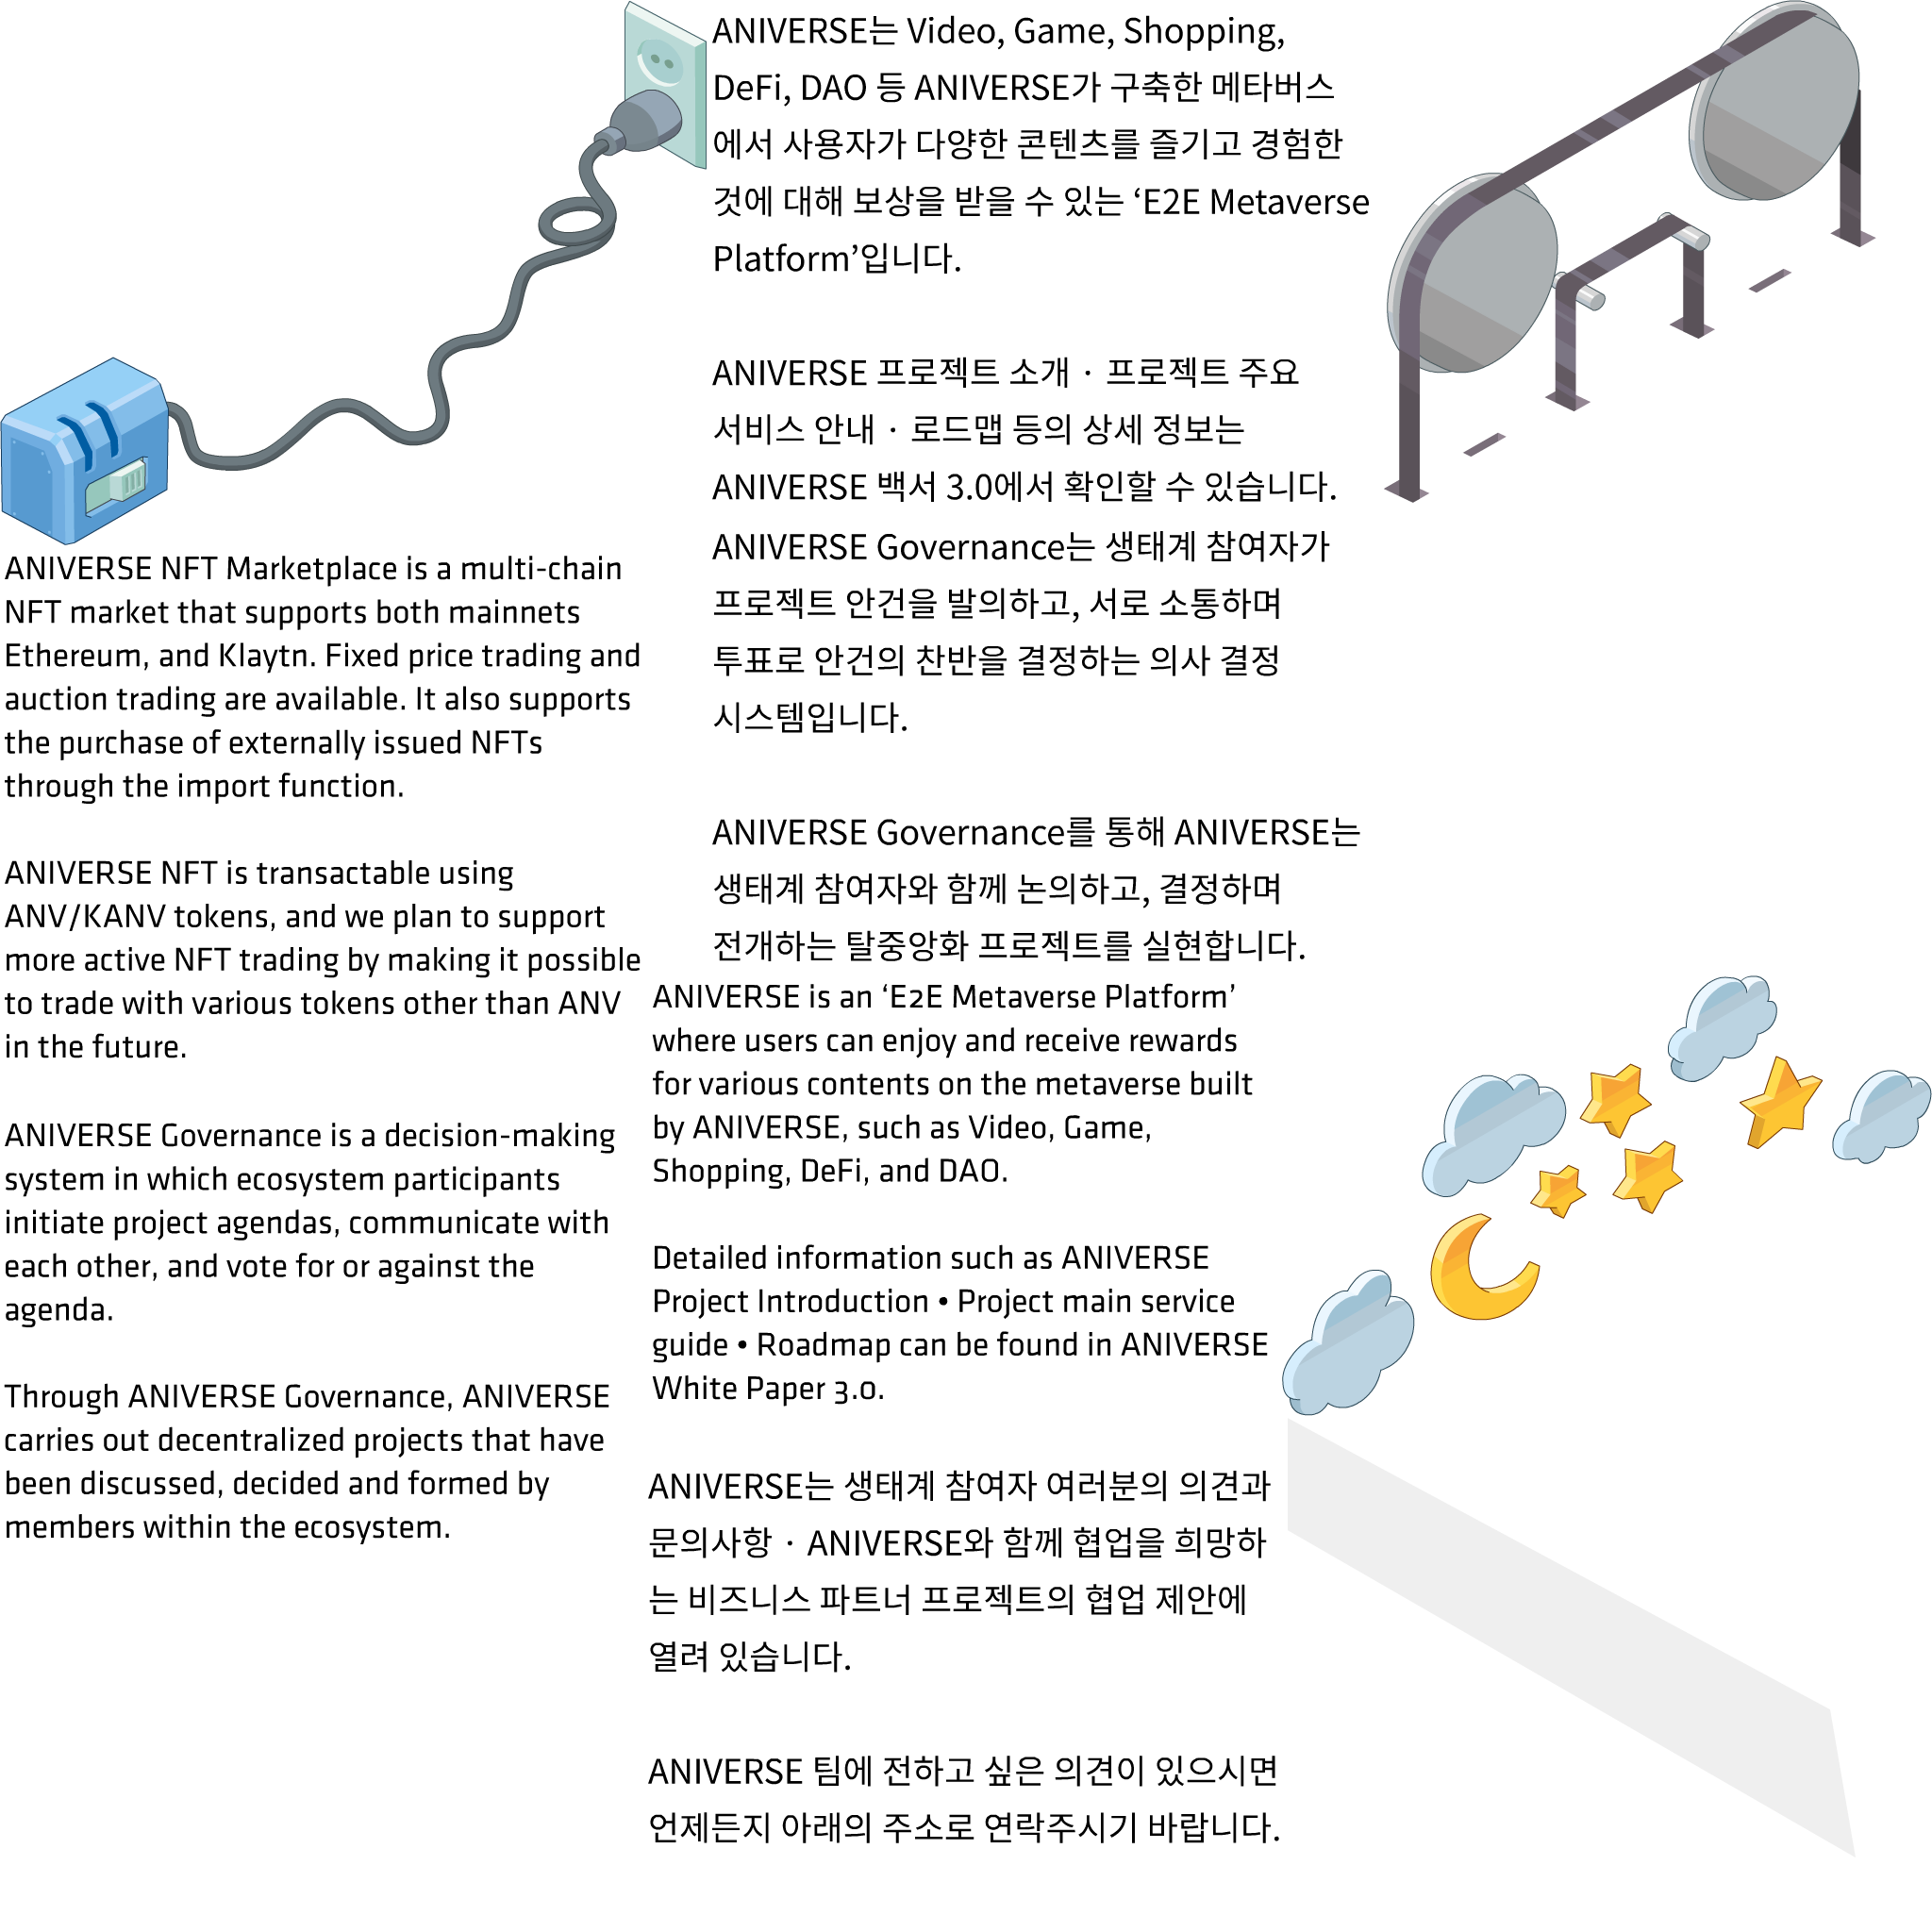 ANIVERSE는 Video, Game, Shopping,
DeFi, DAO 등 ANIVERSE가 구축한 메타버스
에서 사용자가 다양한 콘텐츠를 즐기고 경험한
것에 대해 보상을 받을 수 있는 ‘E2E Metaverse
Platform’입니다.
ANIVERSE 프로젝트 소개 · 프로젝트 주요
서비스 안내 · 로드맵 등의 상세 정보는
ANIVERSE 백서 3.0에서 확인할 수 있습니다.
ANIVERSE Governance는 생태계 참여자가
프로젝트 안건을 발의하고, 서로 소통하며
투표로 안건의 찬반을 결정하는 의사 결정
시스템입니다.
ANIVERSE Governance를 통해 ANIVERSE는
생태계 참여자와 함께 논의하고, 결정하며
전개하는 탈중앙화 프로젝트를 실현합니다.
ANIVERSE NFT Marketplace is a multi-chain
NFT market that supports both mainnets
Ethereum, and Klaytn. Fixed price trading and
auction trading are available. It also supports
the purchase of externally issued NFTs
through the import function.
ANIVERSE NFT is transactable using
ANV/KANV tokens, and we plan to support
more active NFT trading by making it possible
to trade with various tokens other than ANV
in the future.
ANIVERSE Governance is a decision-making
system in which ecosystem participants
initiate project agendas, communicate with
each other, and vote for or against the
agenda.
Through ANIVERSE Governance, ANIVERSE
carries out decentralized projects that have
been discussed, decided and formed by
members within the ecosystem.
ANIVERSE is an ‘E2E Metaverse Platform’
where users can enjoy and receive rewards
for various contents on the metaverse built
by ANIVERSE, such as Video, Game,
Shopping, DeFi, and DAO.
Detailed information such as ANIVERSE
Project Introduction • Project main service
guide • Roadmap can be found in ANIVERSE
White Paper 3.0.
ANIVERSE는 생태계 참여자 여러분의 의견과
문의사항 · ANIVERSE와 함께 협업을 희망하
는 비즈니스 파트너 프로젝트의 협업 제안에
열려 있습니다.
ANIVERSE 팀에 전하고 싶은 의견이 있으시면
언제든지 아래의 주소로 연락주시기 바랍니다.